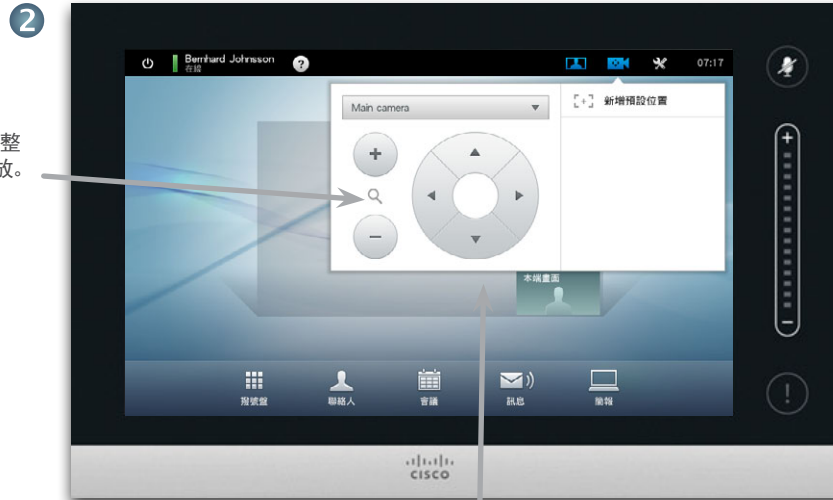 2
Bernhard Johnsson
在線
?
07:17
Main camera
新增預設位置
整
放。
本端畫面
撥號盤
聯絡人
會議
訊息
簡報
CISCO